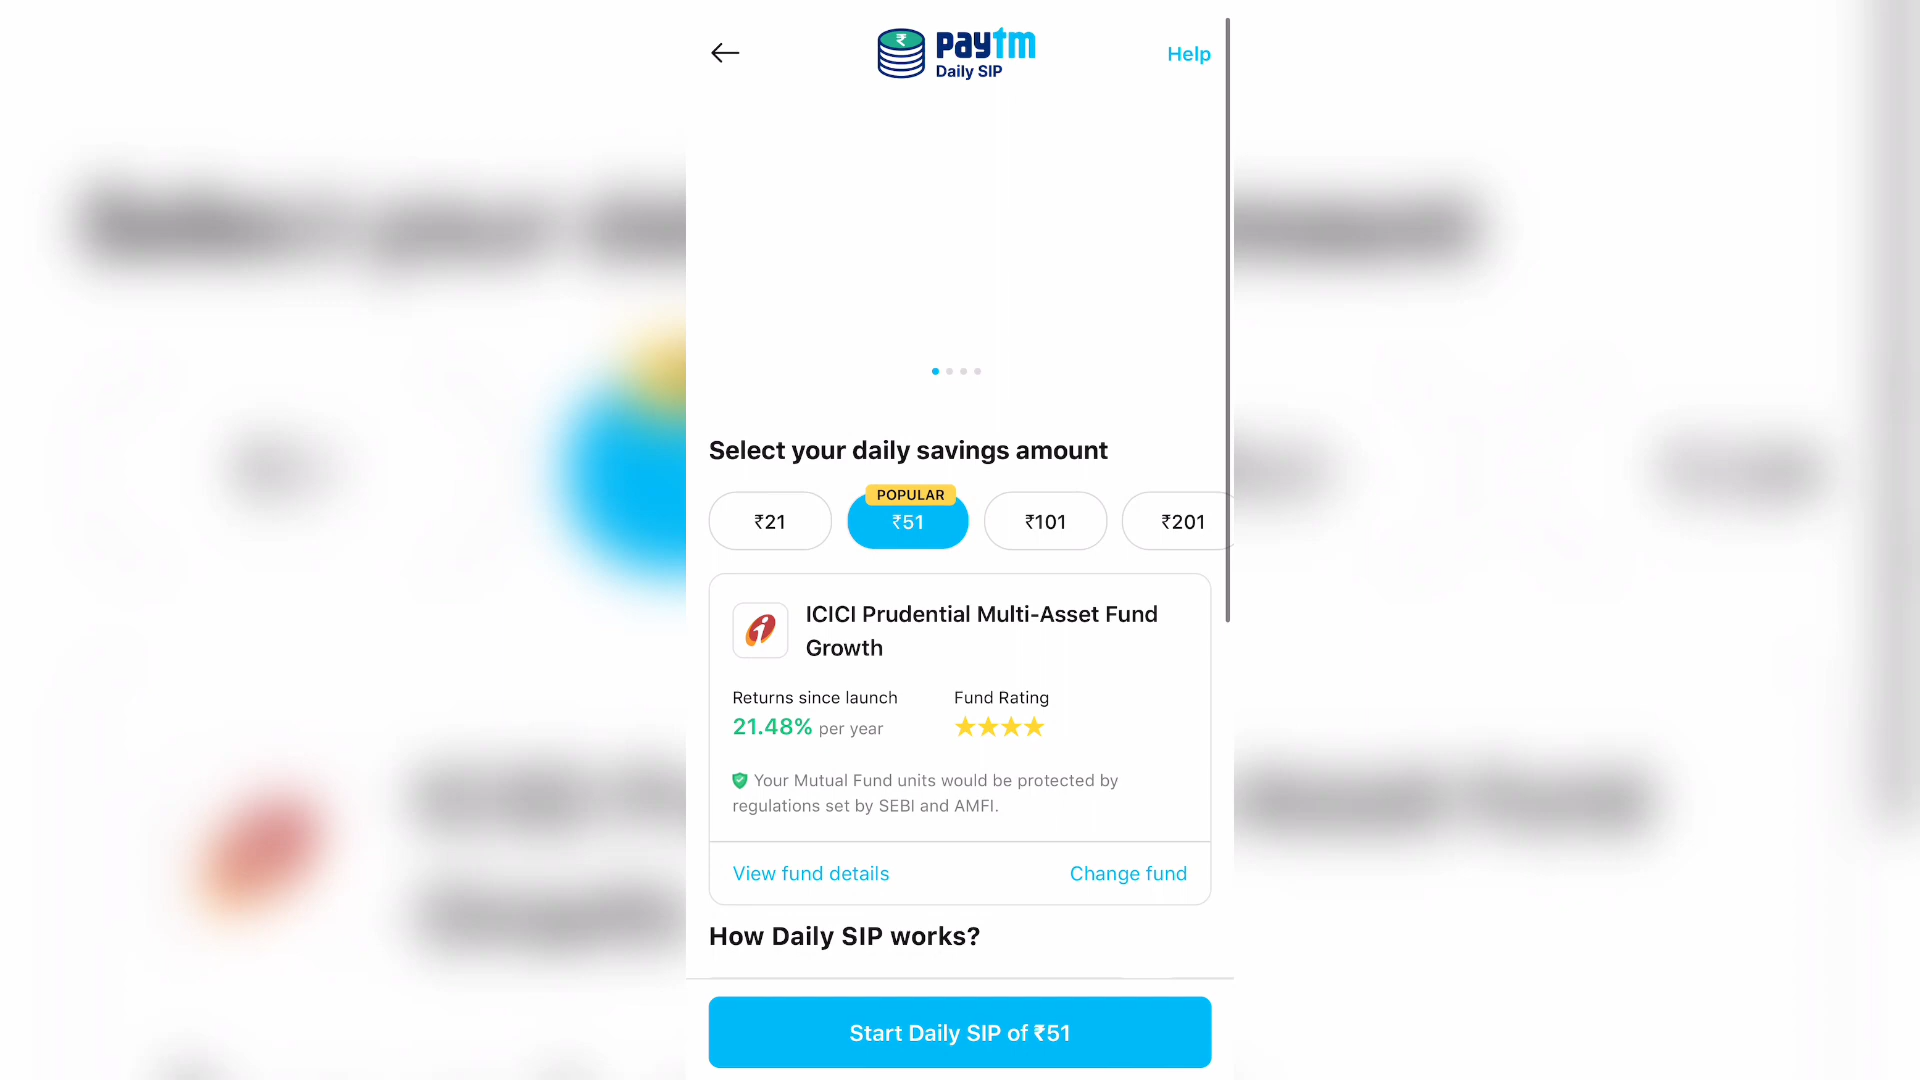 paytm
Daily SIP
Help
Select your daily savings amount
POPULAR
₹21
₹51
₹101
₹201
ICICI Prudential Multi-Asset Fund
Growth
Returns since launch
Fund Rating
21.48% per year
Your Mutual Fund units would be protected by
regulations set by SEBI and AMFI.
View fund details
Change fund
How Daily SIP works?
Start Daily SIP of ₹51